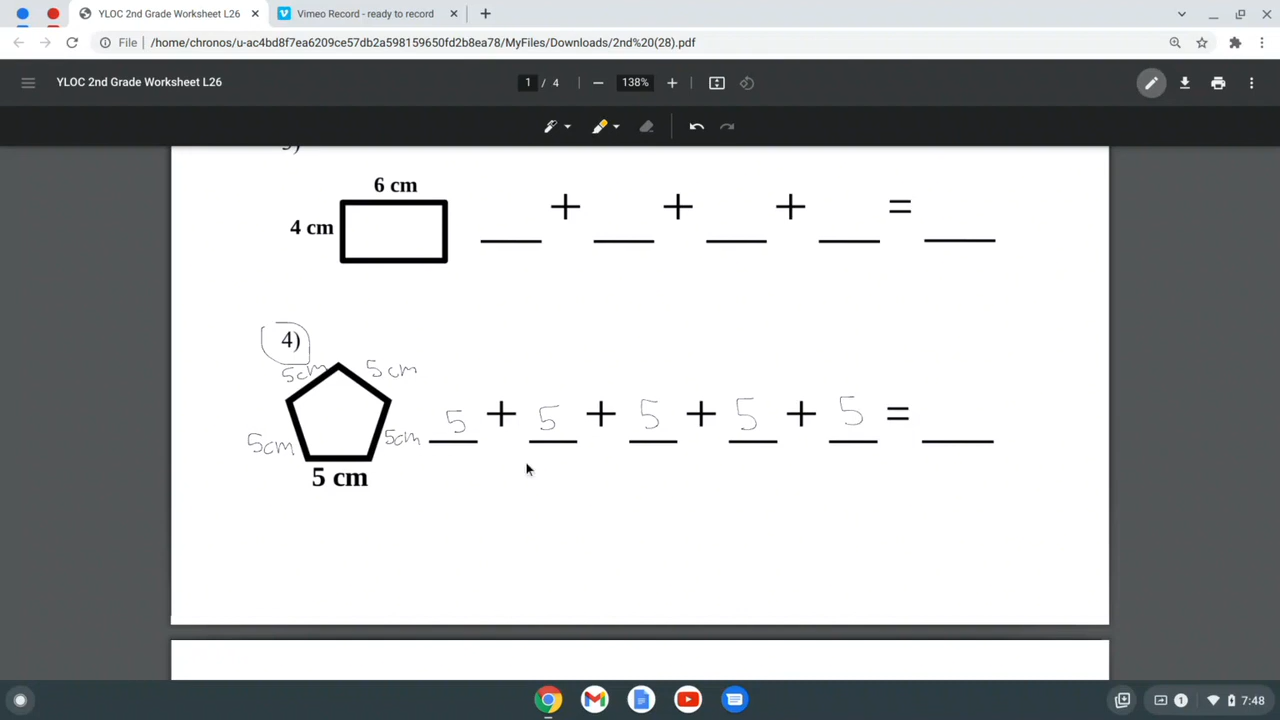 YLOC 2nd Grade Worksheet L26
Vimeo Record - ready to record
File
/home/chronos/u-ac4bd8f7ea6209ce57db2a598159650fd2b8ea78/MyFiles/Downloads/2nd%20(28).pdf
YLOC 2nd Grade Worksheet L26
1 / 4
138%
6 cm
4 cm
+ + + =
4)
5cm
5 cm
5 + 5 + 5 + 5 + 5 =
5cm
5cm
5 cm
1
7:48